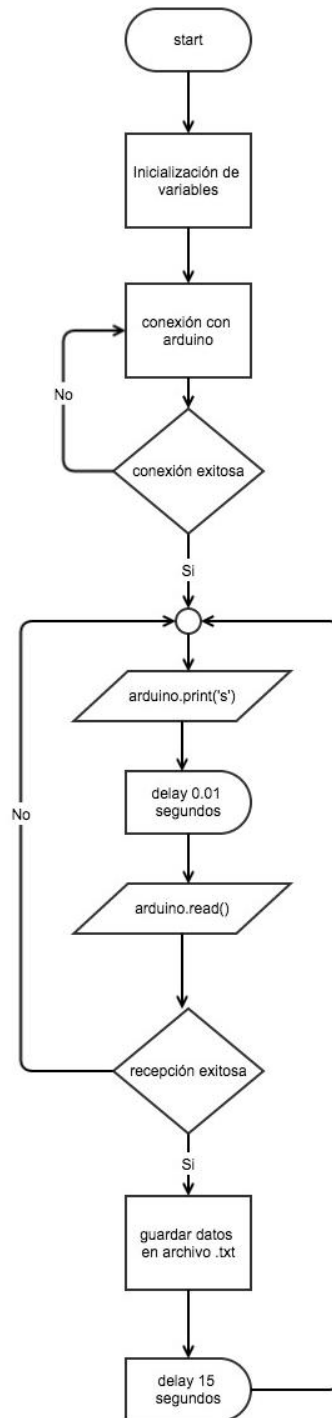 start
Inicialización de
variables
conexión con
arduino
No
conexión exitosa
Si
arduino.print('s')
delay 0.01
segundos
No
arduino.read()
recepción exitosa
Si
guardar datos
en archivo .txt
delay 15
segundos